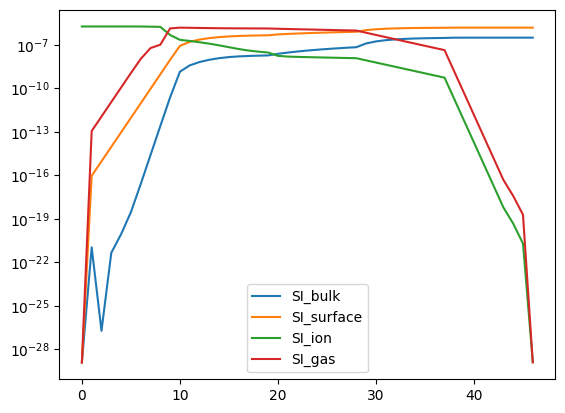 10⁻⁷
10⁻¹⁰
10⁻¹³
10⁻¹⁶
10⁻¹⁹
10⁻²²
10⁻²⁵
10⁻²⁸
SI_bulk
SI_surface
SI_ion
SI_gas
0 10 20 30 40